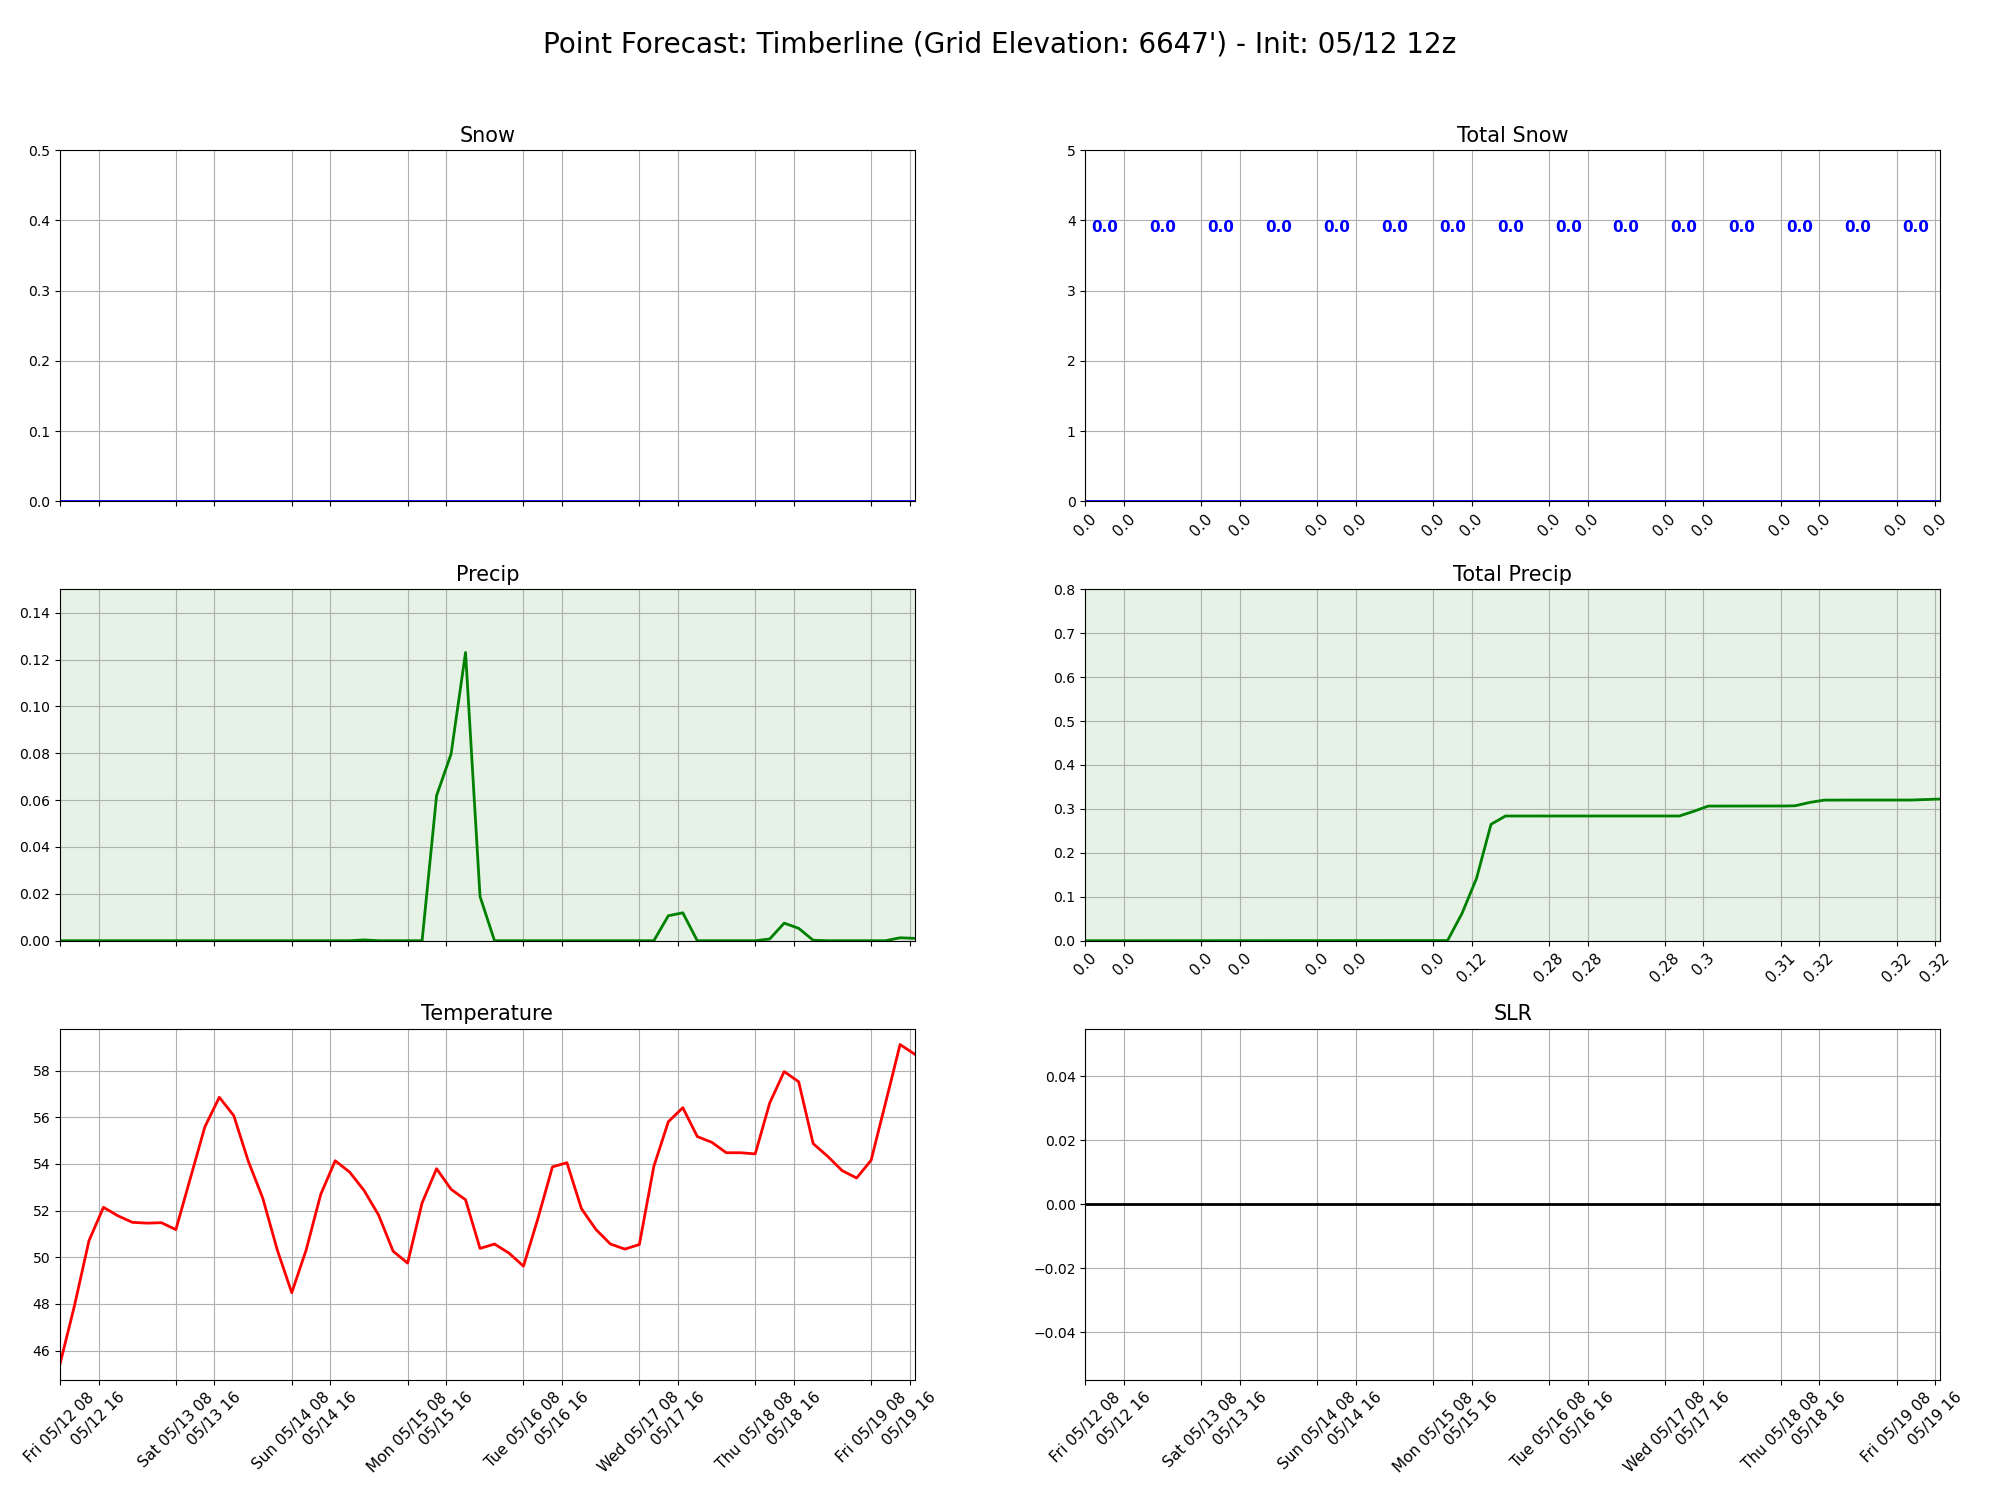 Point Forecast: Timberline (Grid Elevation: 6647') - Init: 05/12 12z
Snow
0.5
0.4
0.3
0.2
0.1
0.0
Total Snow
5
4
3
2
1
0
0.0 0.0 0.0 0.0 0.0 0.0 0.0 0.0 0.0 0.0 0.0 0.0 0.0 0.0 0.0
0.0 0.0 0.0 0.0 0.0 0.0 0.0 0.0 0.0 0.0 0.0 0.0 0.0 0.0 0.0 0.0
Precip
0.14
0.12
0.10
0.08
0.06
0.04
0.02
0.00
Total Precip
0.8
0.7
0.6
0.5
0.4
0.3
0.2
0.1
0.0
0.0 0.0 0.0 0.0 0.0 0.0 0.0 0.12 0.28 0.28 0.28 0.3 0.31 0.32 0.32 0.32
Temperature
58
56
54
52
50
48
46
Fri 05/12 08
05/12 16
Sat 05/13 08
05/13 16
Sun 05/14 08
05/14 16
Mon 05/15 08
05/15 16
Tue 05/16 08
05/16 16
Wed 05/17 08
05/17 16
Thu 05/18 08
05/18 16
Fri 05/19 08
05/19 16
SLR
0.04
0.02
0.00
−0.02
−0.04
Fri 05/12 08
05/12 16
Sat 05/13 08
05/13 16
Sun 05/14 08
05/14 16
Mon 05/15 08
05/15 16
Tue 05/16 08
05/16 16
Wed 05/17 08
05/17 16
Thu 05/18 08
05/18 16
Fri 05/19 08
05/19 16